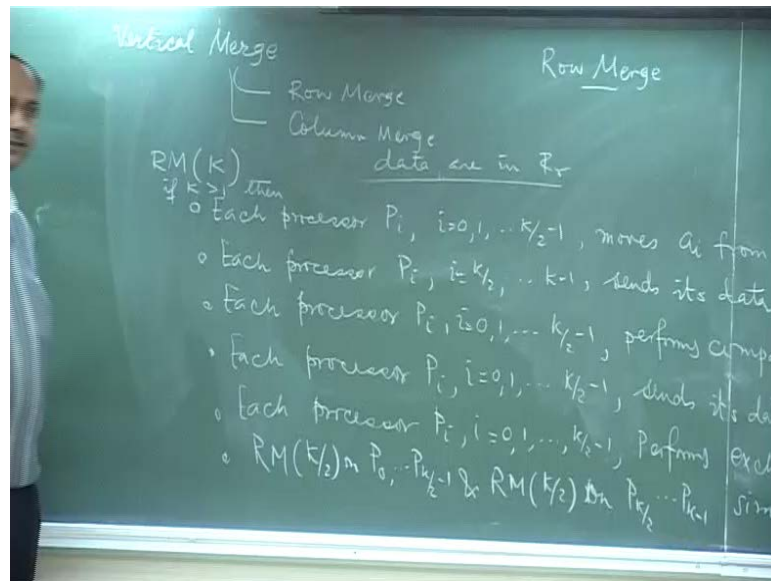 Vertical Merge
Row Merge
Row Merge
Column Merge
data are in Rr
RM(K)
if K > 1 then
Each processor Pi, i=0,1, .. K/2-1, moves ai from
Each processor Pi, i=K/2, .. K-1, sends its data
Each processor Pi, i=0,1, ... K/2-1, performs comp
Each processor Pi, i=0,1, ... K/2-1, sends it's da
Each processor Pi, i=0,1, ..., K/2-1, Performs exch
RM(K/2) on P0, .. PK/2-1 & RM(K/2) on PK/2 ... PK-1 sim